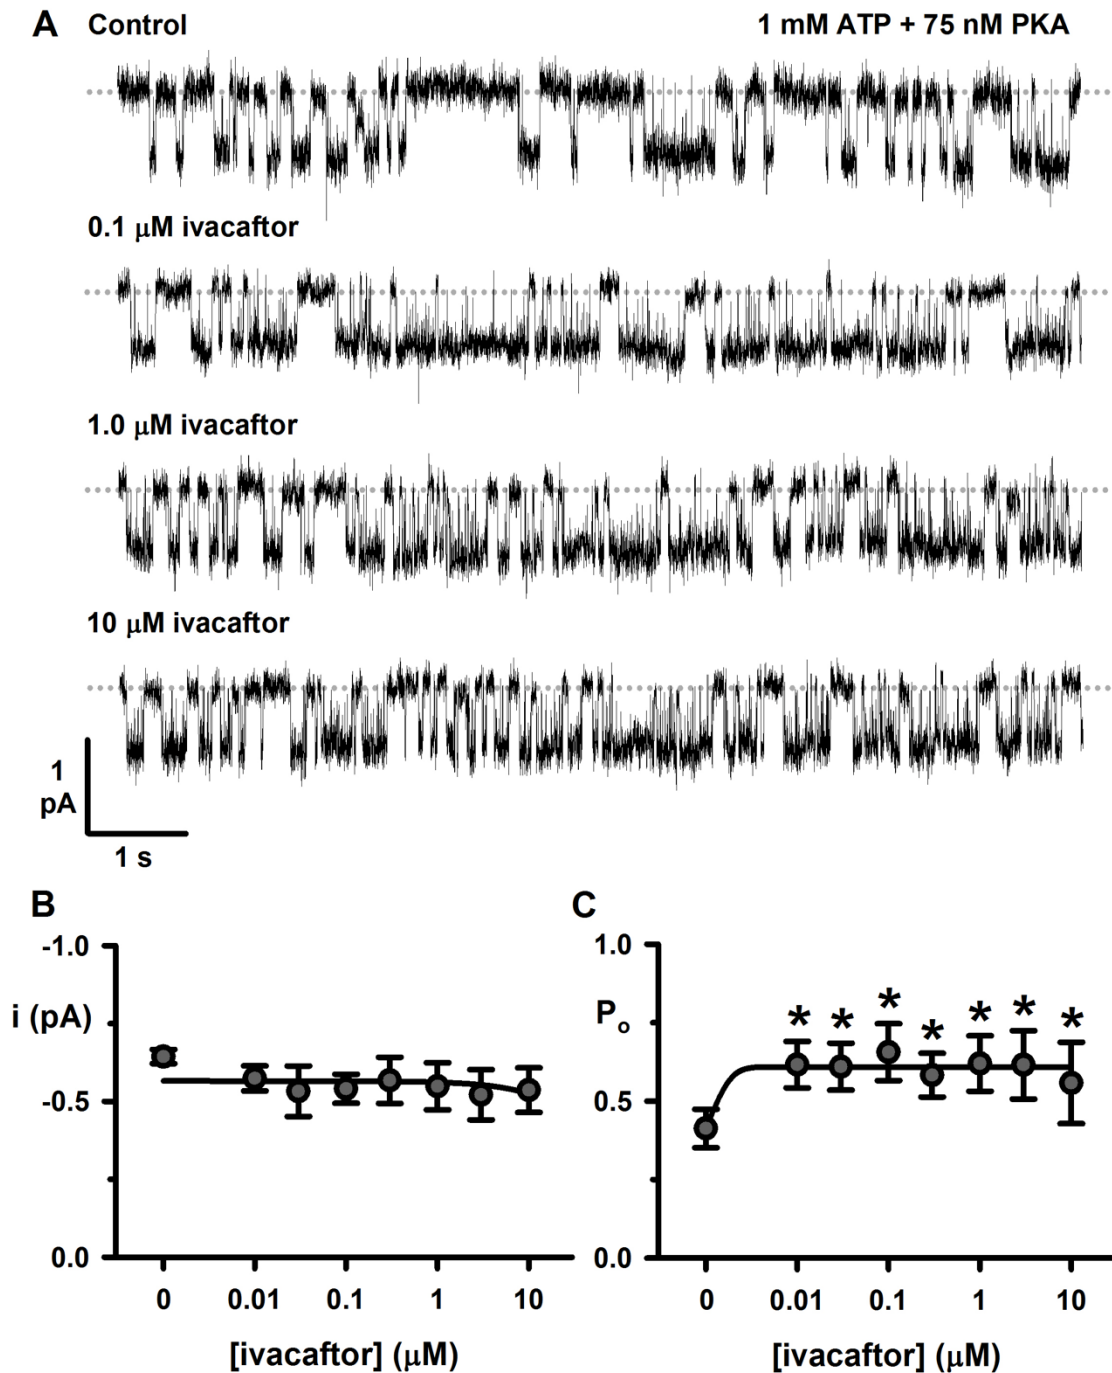 A Control 1 mM ATP + 75 nM PKA
0.1 μM ivacaftor
1.0 μM ivacaftor
10 μM ivacaftor
1
pA
1 s
B
-1.0
i (pA)
-0.5
0.0
0 0.01 0.1 1 10
[ivacaftor] (μM)
C
1.0
Po
* * * * * * *
0.5
0.0
0 0.01 0.1 1 10
[ivacaftor] (μM)